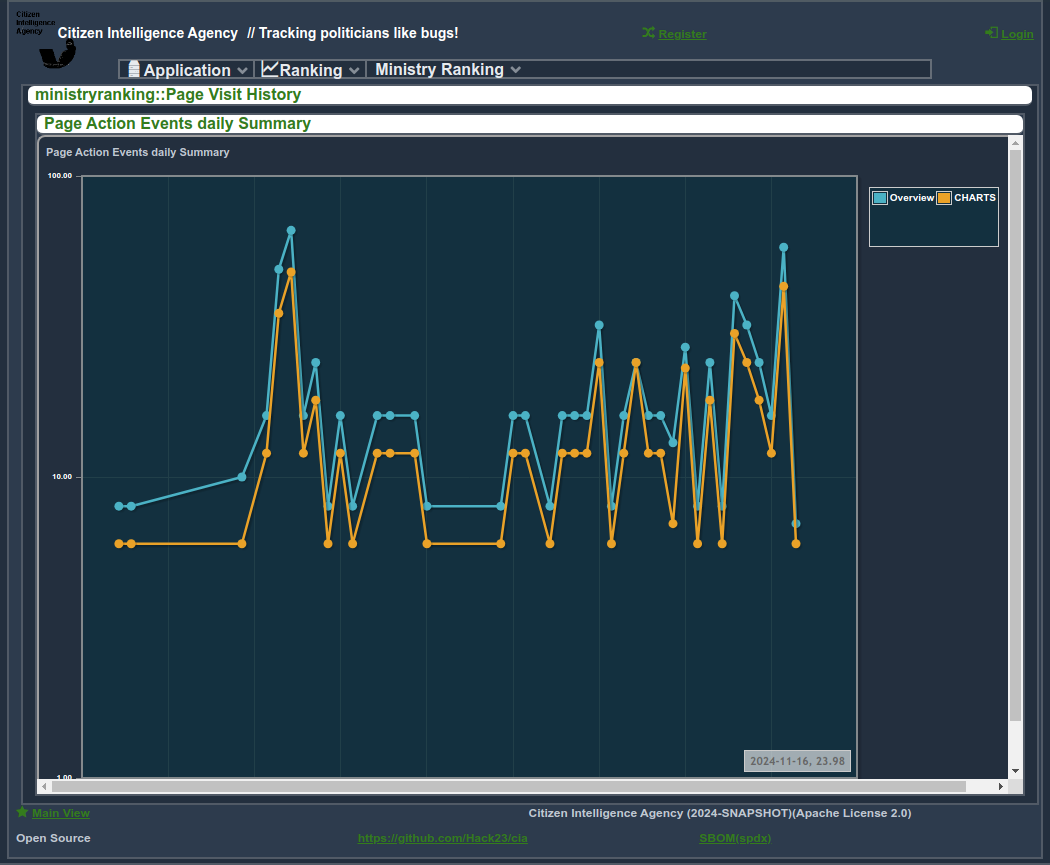 Citizen
Intelligence
Agency
Citizen Intelligence Agency // Tracking politicians like bugs!
Register
Login
Application
Ranking
Ministry Ranking
ministryranking::Page Visit History
Page Action Events daily Summary
Page Action Events daily Summary
100.00
Overview
CHARTS
10.00
2024-11-16, 23.98
1.00
Main View
Citizen Intelligence Agency (2024-SNAPSHOT)(Apache License 2.0)
Open Source
https://github.com/Hack23/cia
SBOM(spdx)